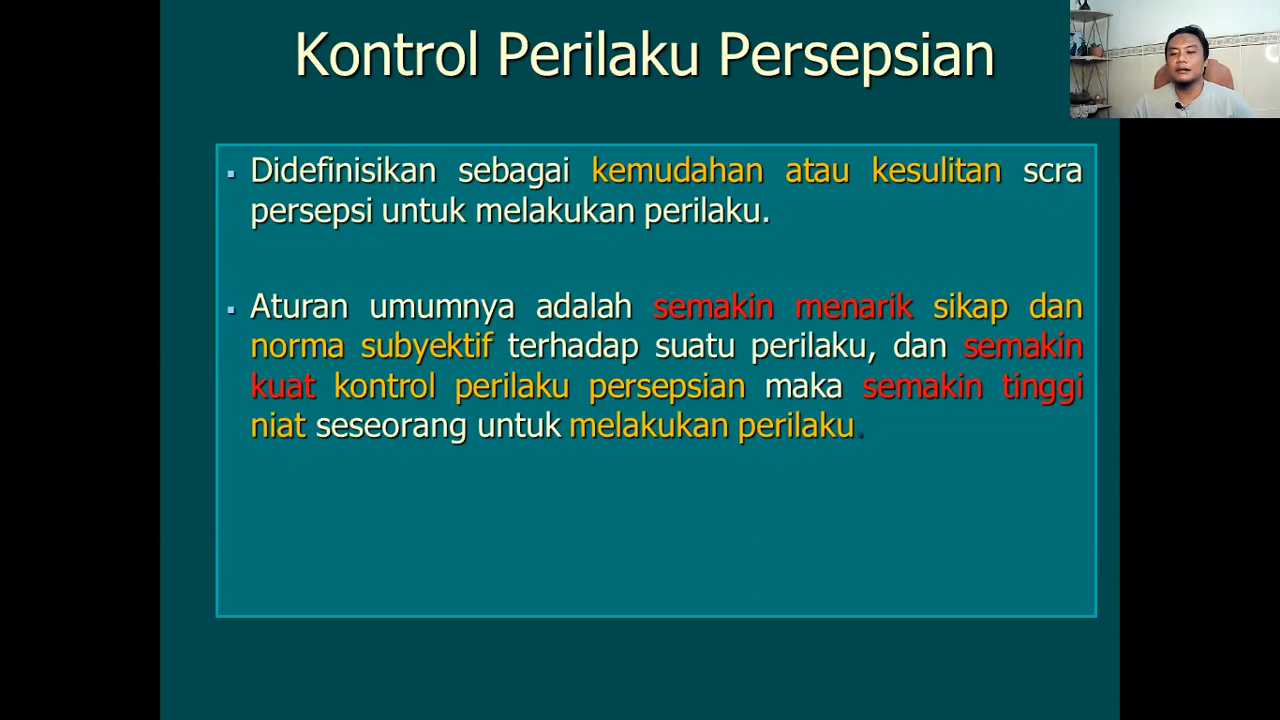 Kontrol Perilaku Persepsian
▪ Didefinisikan sebagai kemudahan atau kesulitan scra
persepsi untuk melakukan perilaku.
▪ Aturan umumnya adalah semakin menarik sikap dan
norma subyektif terhadap suatu perilaku, dan semakin
kuat kontrol perilaku persepsian maka semakin tinggi
niat seseorang untuk melakukan perilaku.